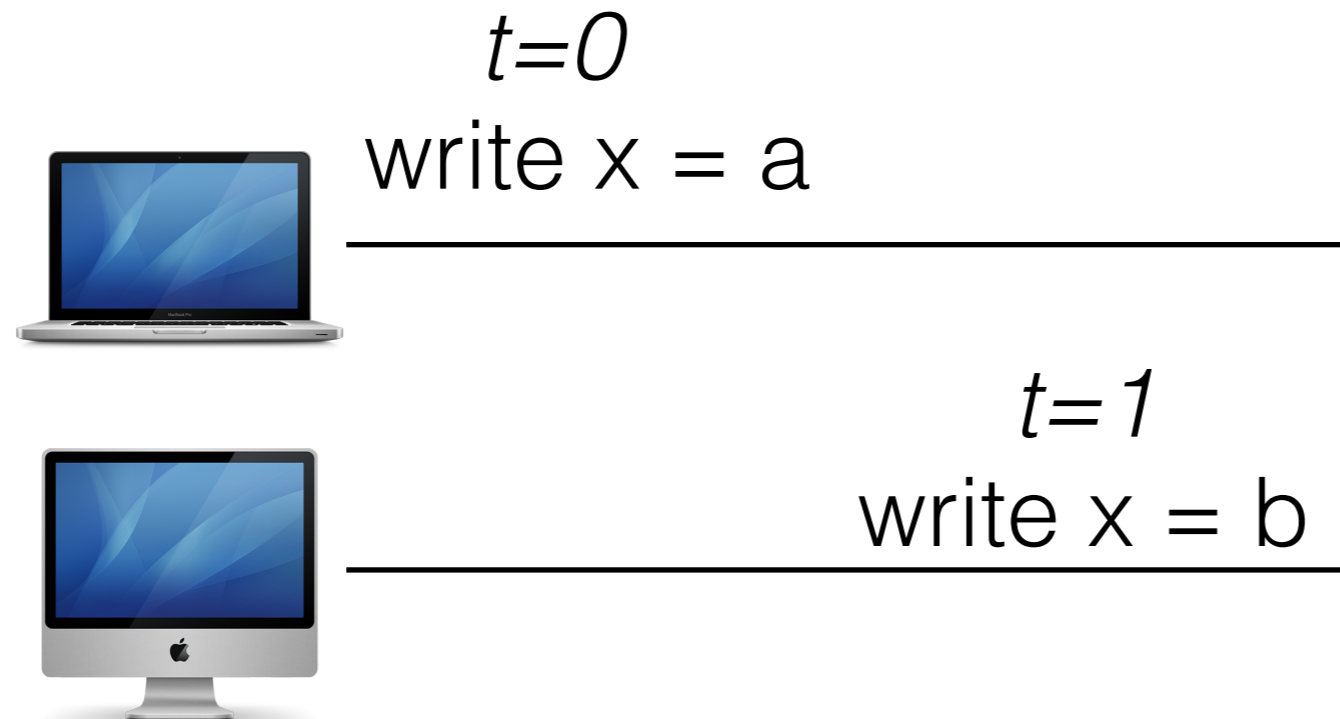 t=0
write x = a
t=1
write x = b